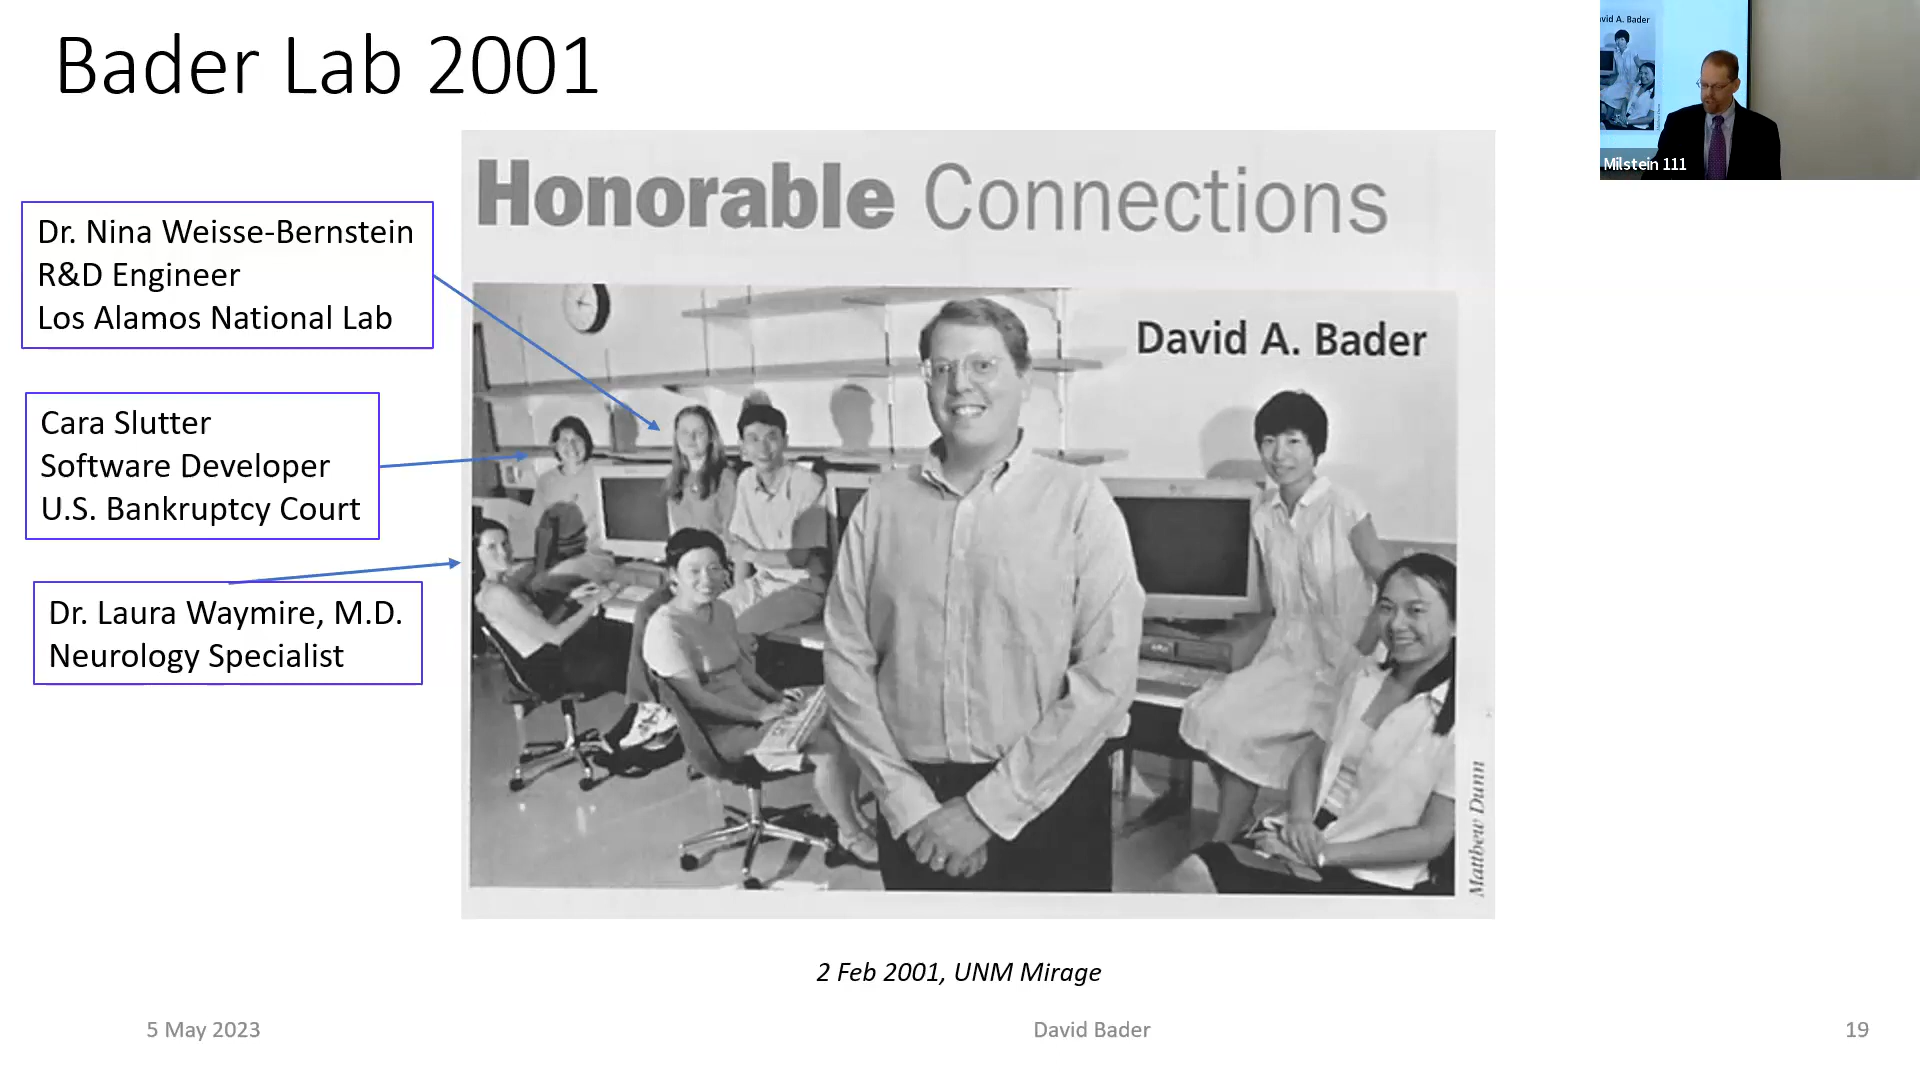 Bader Lab 2001
Honorable Connections
David A. Bader
Dr. Nina Weisse-Bernstein
R&D Engineer
Los Alamos National Lab
Cara Slutter
Software Developer
U.S. Bankruptcy Court
Dr. Laura Waymire, M.D.
Neurology Specialist
Matthew Dunn
2 Feb 2001, UNM Mirage
5 May 2023
David Bader
19
vid A. Bader
Milstein 111